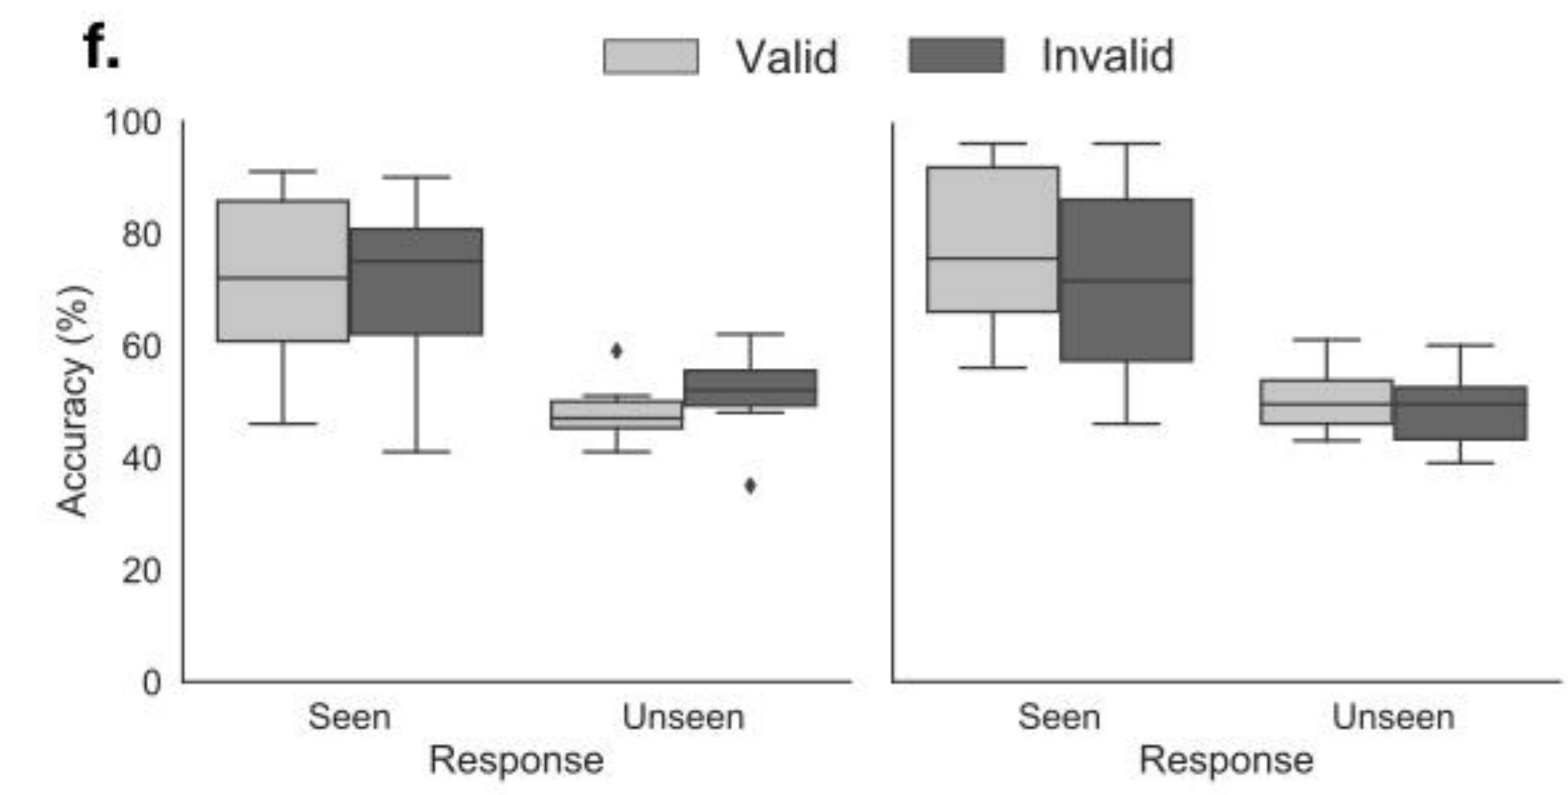 f.
Valid Invalid
100
80
60
40
20
0
Accuracy (%)
Seen Unseen Seen Unseen
Response Response